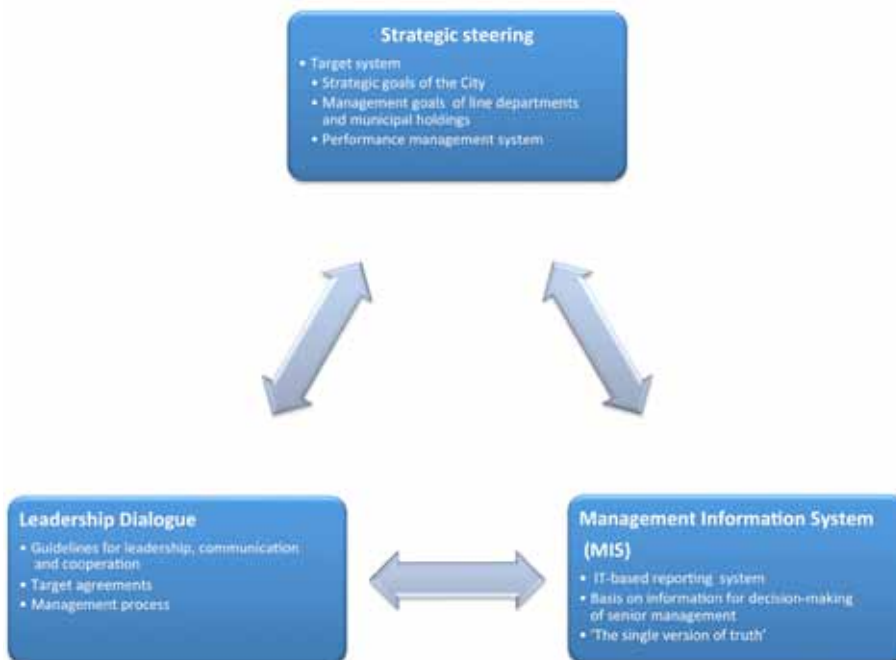 Strategic steering
• Target system
• Strategic goals of the City
• Management goals of line departments
and municipal holdings
• Performance management system
Leadership Dialogue
• Guidelines for leadership, communication
and cooperation
• Target agreements
• Management process
Management Information System
(MIS)
• IT-based reporting system
• Basis on information for decision-making
of senior management
• 'The single version of truth'